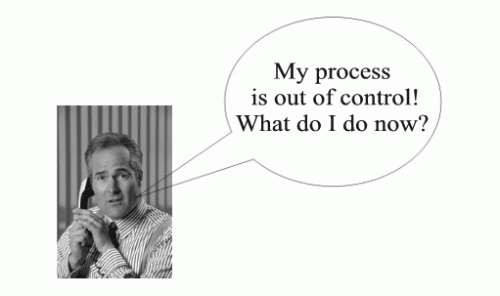 My process
is out of control!
What do I do now?